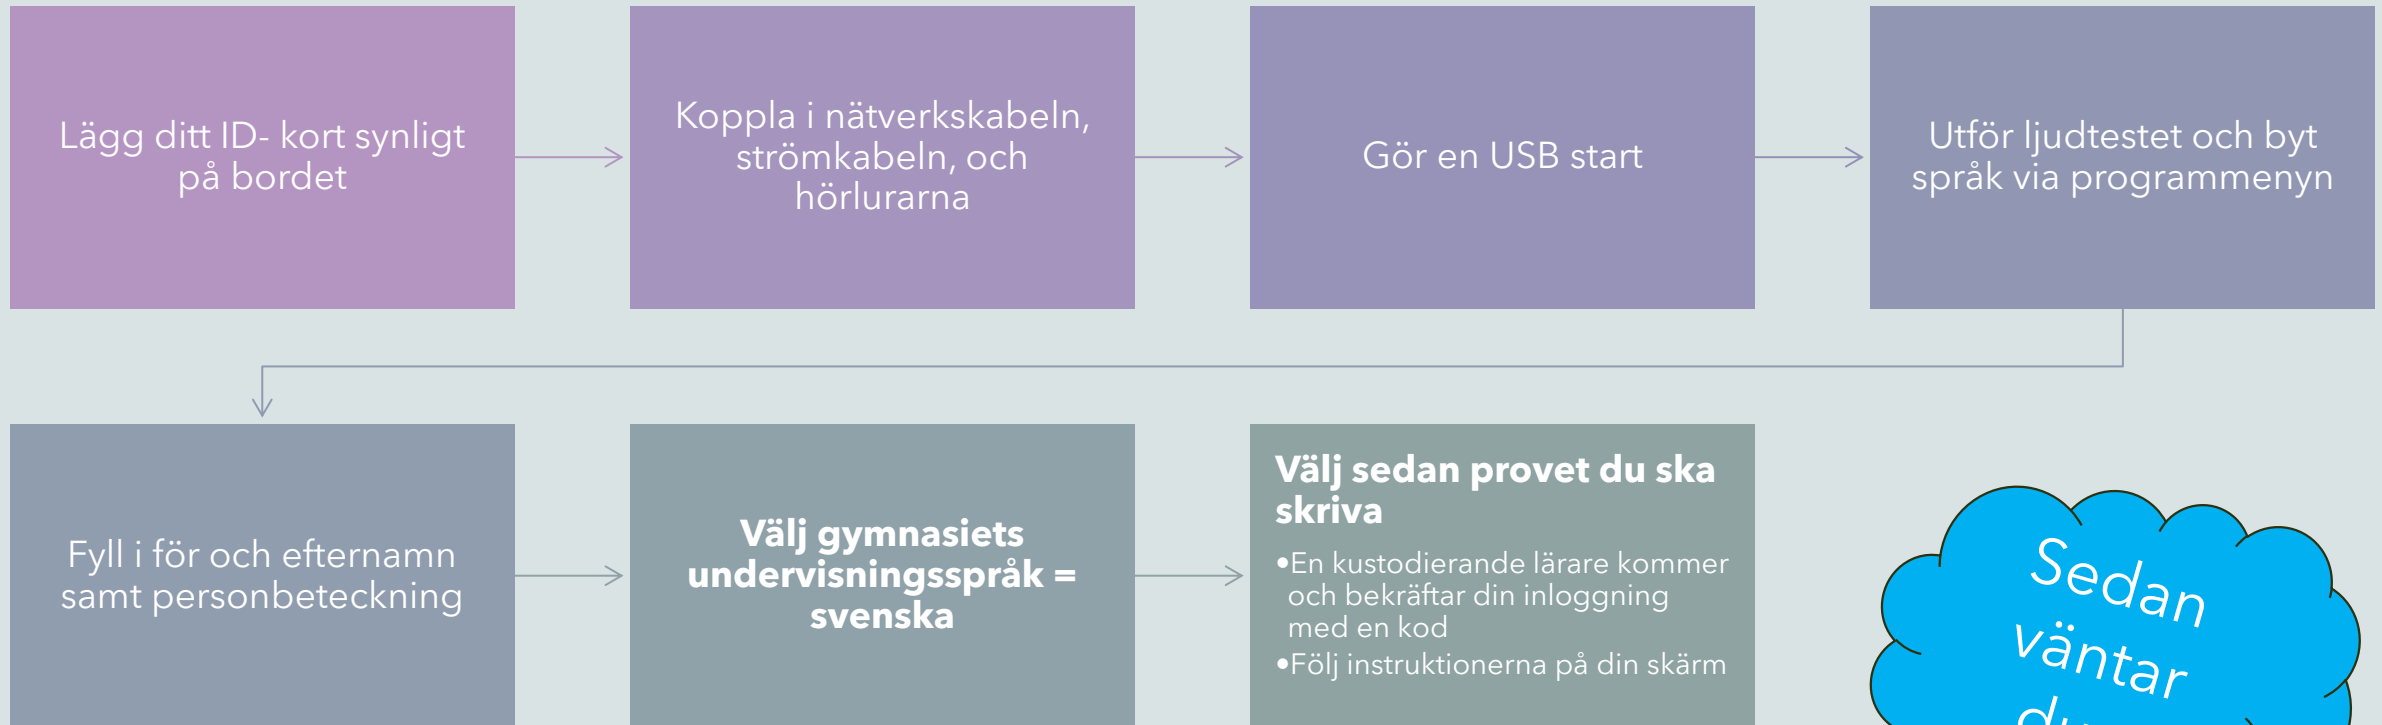 Lägg ditt ID- kort synligt
på bordet
Koppla i nätverkskabeln,
strömkabeln, och
hörlurarna
Gör en USB start
Utför ljudtestet och byt
språk via programmenyn
Fyll i för och efternamn
samt personbeteckning
Välj gymnasiets
undervisningsspråk =
svenska
Välj sedan provet du ska
skriva
•En kustodierande lärare kommer
och bekräftar din inloggning
med en kod
•Följ instruktionerna på din skärm
Sedan
väntar
du